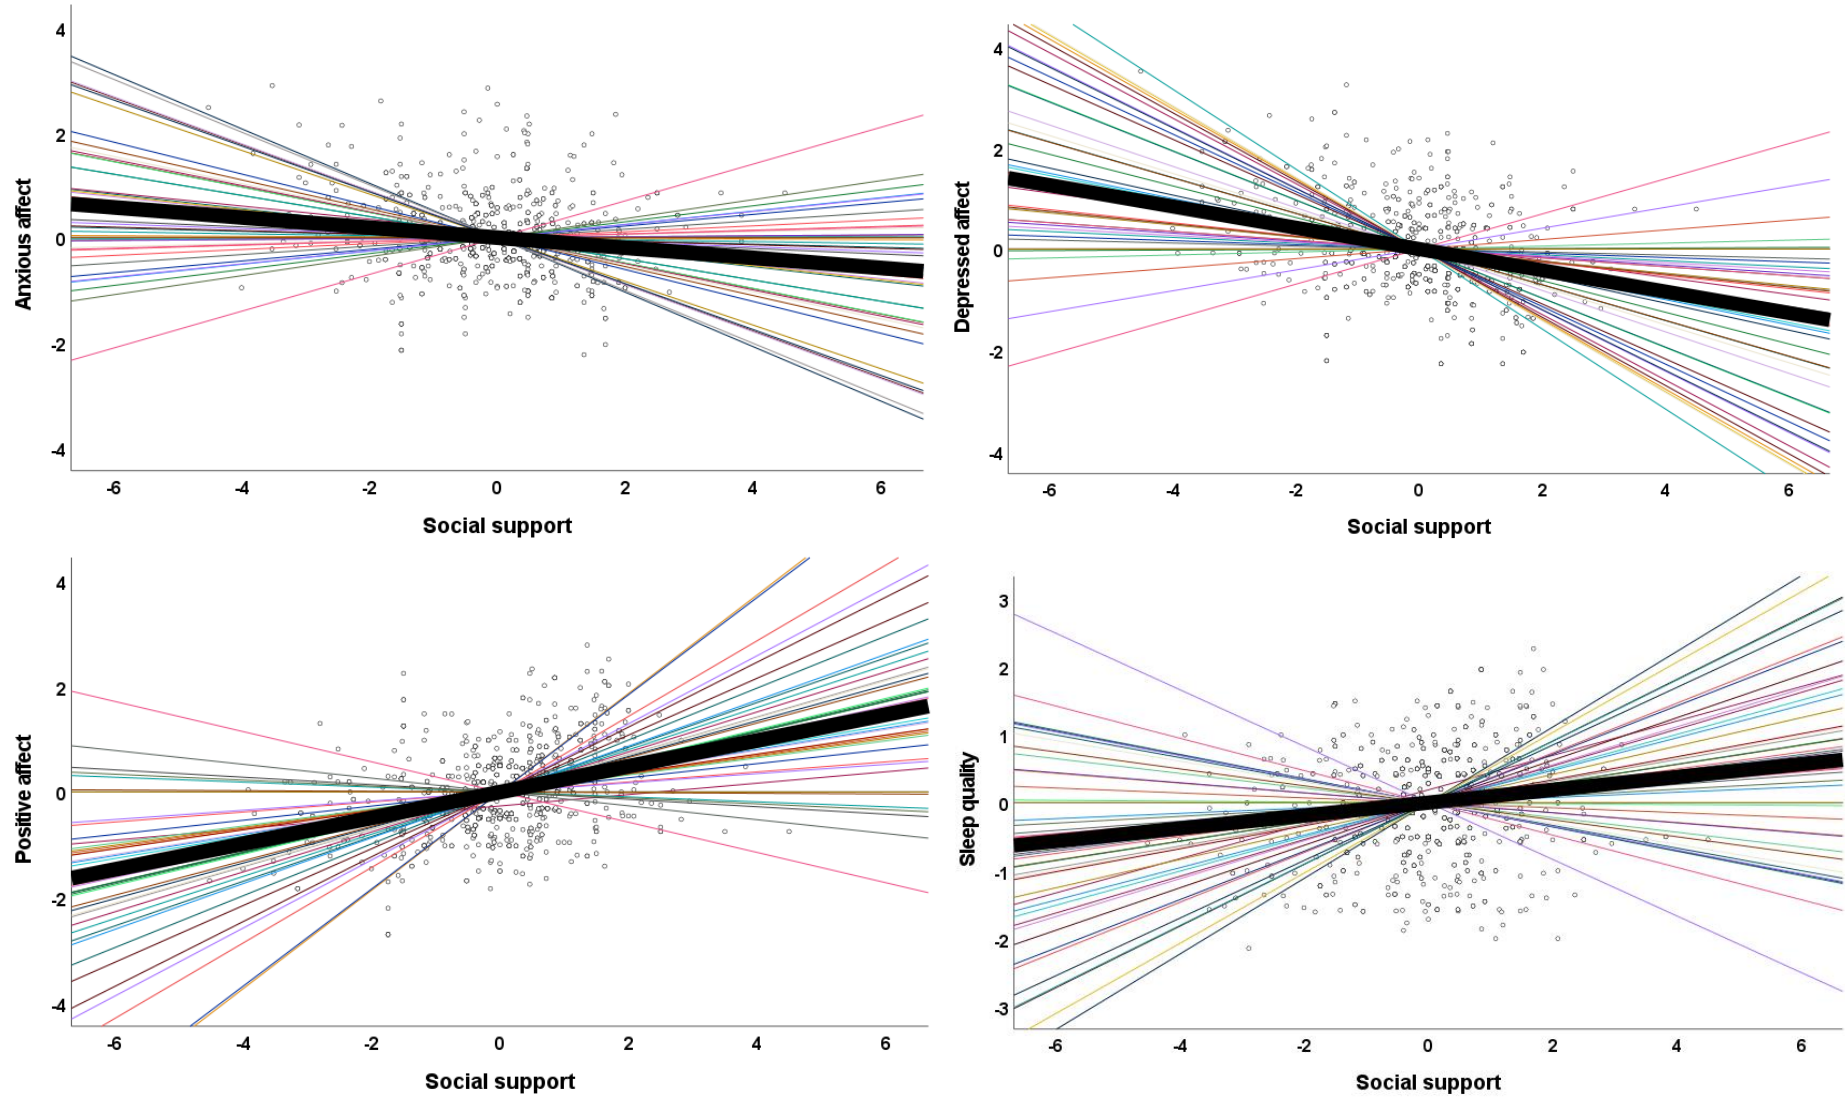 4
2
0
-2
-4
Anxious affect
-6 -4 -2 0 2 4 6
Social support
4
2
0
-2
-4
Depressed affect
-6 -4 -2 0 2 4 6
Social support
4
2
0
-2
-4
Positive affect
-6 -4 -2 0 2 4 6
Social support
3
2
1
0
-1
-2
-3
Sleep quality
-6 -4 -2 0 2 4 6
Social support